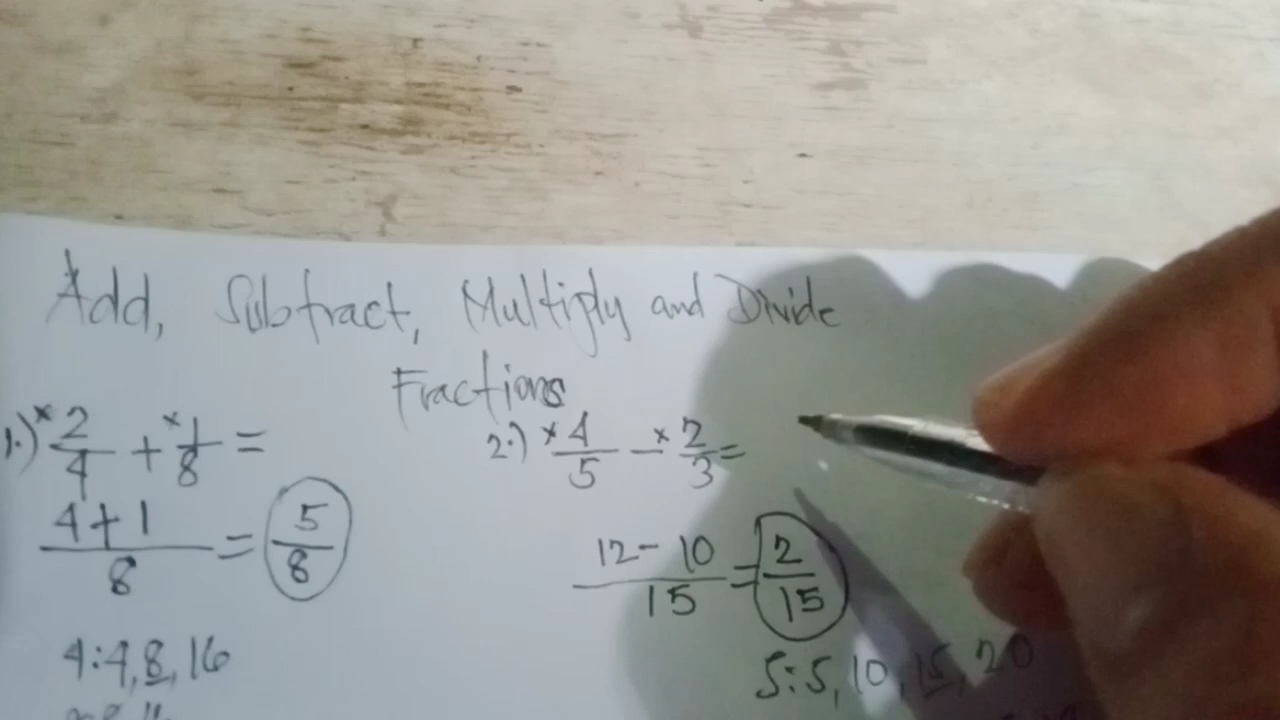 Add, Subtract, Multiply and Divide
Fractions
1.) × 2/4 + × 1/8 =
4+1/8 = 5/8
4:4,8,16
2.) × 4/5 − × 2/3 =
12-10/15 = 2/15
5:5,10,15,20